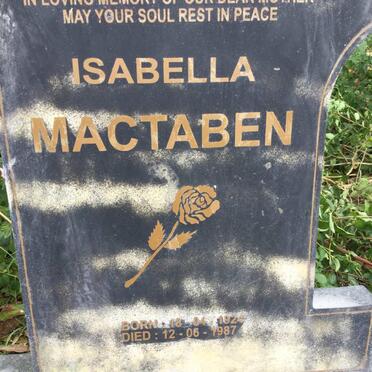 IN LOVING MEMORY OF OUR DEAR MOTHER
MAY YOUR SOUL REST IN PEACE
ISABELLA
MACTABEN
BORN :
DIED : 12-06-1987